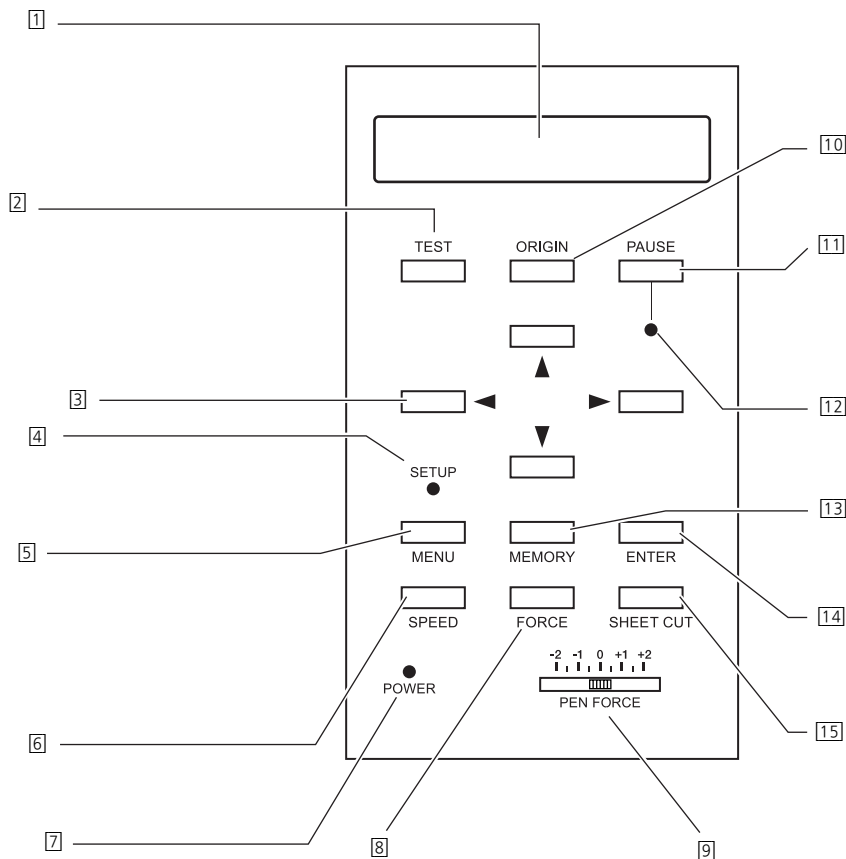 1
10
2
TEST ORIGIN PAUSE
11
3
12
4
SETUP
13
5
MENU MEMORY ENTER
14
6
SPEED FORCE SHEET CUT
-2 -1 0 +1 +2
POWER
PEN FORCE
15
7
8
9